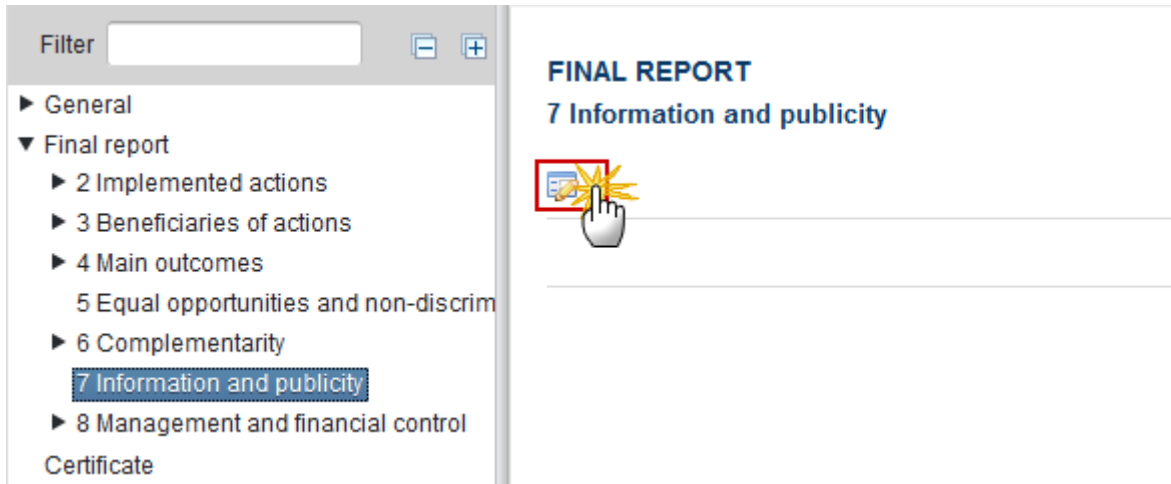 Filter
General
Final report
2 Implemented actions
3 Beneficiaries of actions
4 Main outcomes
5 Equal opportunities and non-discrim
6 Complementarity
7 Information and publicity
8 Management and financial control
Certificate
FINAL REPORT
7 Information and publicity